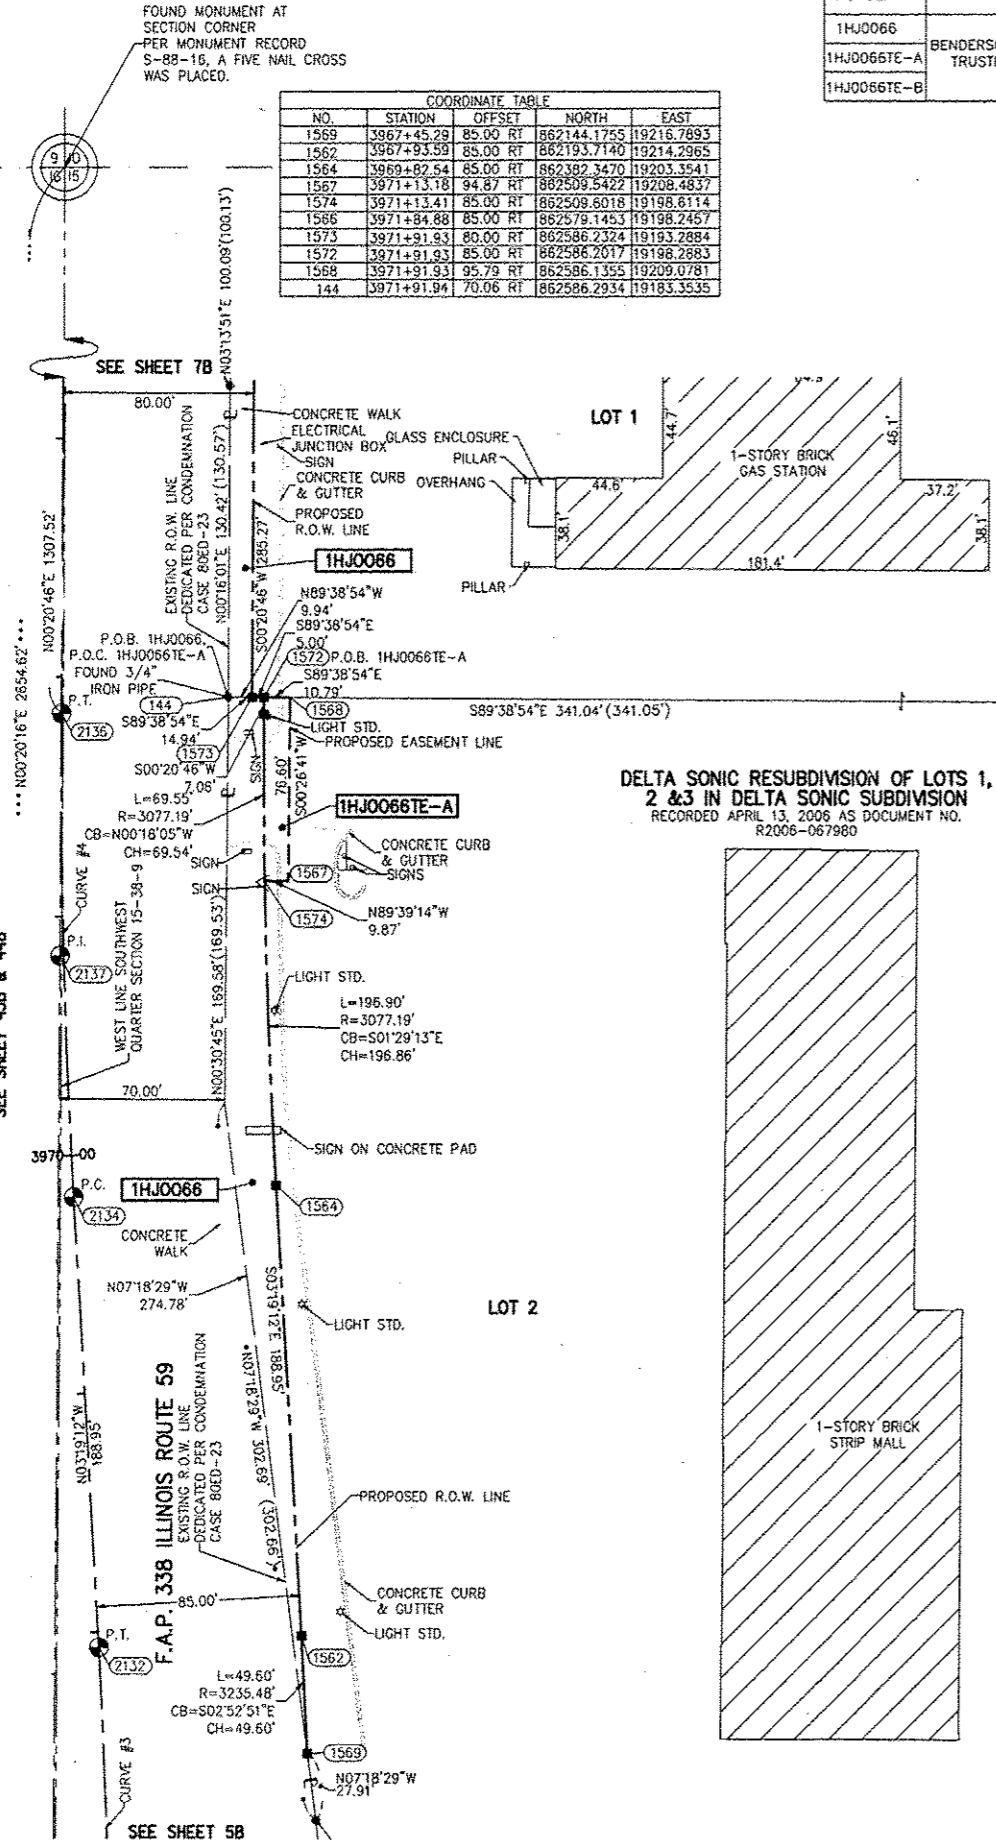 FOUND MONUMENT AT
SECTION CORNER
PER MONUMENT RECORD
S-88-16, A FIVE NAIL CROSS
WAS PLACED.
1HJ0066
1HJ0066TE-A
1HJ0066TE-B
COORDINATE TABLE
NO. STATION OFFSET NORTH EAST
1569 3967+45.29 85.00 RT 862144.1755 19216.7893
1562 3967+93.59 85.00 RT 862193.7140 19214.2965
1564 3969+82.54 85.00 RT 862382.3470 19203.3541
1567 3971+13.18 94.87 RT 862509.5422 19208.4837
1574 3971+13.41 85.00 RT 862509.6018 19198.6114
1566 3971+84.88 85.00 RT 862579.1453 19198.2457
1573 3971+91.93 80.00 RT 862586.2324 19193.2884
1572 3971+91.93 85.00 RT 862586.2017 19198.2883
1568 3971+91.93 95.79 RT 862586.1355 19209.0781
144 3971+91.94 70.06 RT 862586.2934 19183.3535
9 10
16 15
N03°13'51"E 100.09'(100.13')
SEE SHEET 7B
80.00'
CONCRETE WALK
ELECTRICAL
JUNCTION BOX
SIGN
CONCRETE CURB
& GUTTER
PROPOSED
R.O.W. LINE
LOT 1
GLASS ENCLOSURE
PILLAR
OVERHANG
44.7
46.1'
1-STORY BRICK
GAS STATION
44.6'
37.2'
38.1'
38.1'
181.4'
PILLAR
EXISTING R.O.W. LINE
DEDICATED PER CONDEMNATION
CASE 80ED-23
N00°16'01"E 130.42'(130.57')
S00°20'46"W 285.27'
N00°20'46"E 1307.52'
••• N00°20'16"E 2654.62' •••
1HJ0066
N89°38'54"W
9.94'
S89°38'54"E
5.00'
1572 P.O.B. 1HJ0066TE-A
S89°38'54"E
10.79'
P.O.B. 1HJ0066,
P.O.C. 1HJ0066TE-A
FOUND 3/4"
IRON PIPE
144
1568
S89°38'54"E 341.04'(341.05')
P.T.
2136
S89°38'54"E
14.94'
1573
LIGHT STD.
PROPOSED EASEMENT LINE
S00°20'46"W
7.06'
SIGN
76.60'
S00°26'41"W
L=69.55'
R=3077.19'
CB=N00°18'05"W
CH=69.54'
1HJ0066TE-A
DELTA SONIC RESUBDIVISION OF LOTS 1,
2 &3 IN DELTA SONIC SUBDIVISION
RECORDED APRIL 13, 2006 AS DOCUMENT NO.
R2006-067980
CONCRETE CURB
& GUTTER
SIGNS
SIGN
SIGN
1567
1574
N89°39'14"W
9.87'
CURVE #4
WEST LINE SOUTHWEST
QUARTER SECTION 15-38-9
P.I.
2137
N00°30'45"E 169.58'(169.53')
LIGHT STD.
L=196.90'
R=3077.19'
CB=S01°29'13"E
CH=196.86'
70.00'
SIGN ON CONCRETE PAD
3970+00
P.C.
2134
1HJ0066
1564
CONCRETE
WALK
N07°18'29"W
274.78'
S03°19'12"E 188.95'
LIGHT STD.
LOT 2
N07°18'29"W 302.69' (302.66')
N03°19'12"W
188.95'
F.A.P. 338 ILLINOIS ROUTE 59
EXISTING R.O.W. LINE
DEDICATED PER CONDEMNATION
CASE 80ED-23
1-STORY BRICK
STRIP MALL
PROPOSED R.O.W. LINE
85.00'
CONCRETE CURB
& GUTTER
LIGHT STD.
P.T.
2132
1562
L=49.60'
R=3235.48'
CB=S02°52'51"E
CH=49.60'
1569
N07°18'29"W
27.91'
CURVE #3
SEE SHEET 5B